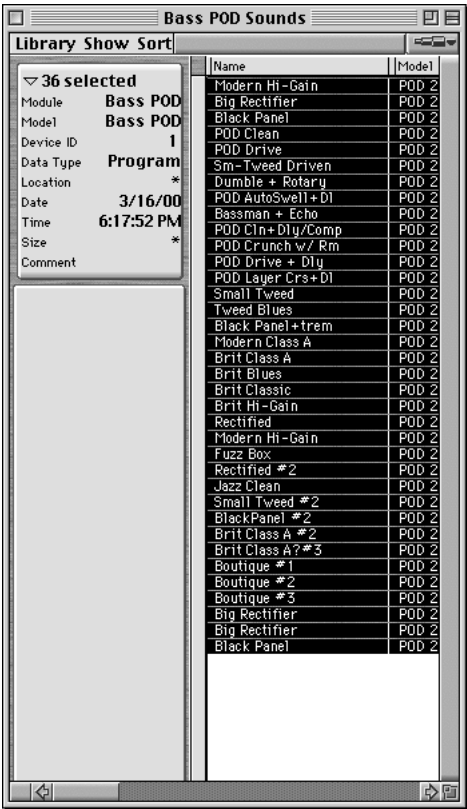 Bass POD Sounds
Library Show Sort
36 selected
Module Bass POD
Model Bass POD
Device ID 1
Data Type Program
Location *
Date 3/16/00
Time 6:17:52 PM
Size *
Comment
Name Model
Modern Hi-Gain POD 2
Big Rectifier POD 2
Black Panel POD 2
POD Clean POD 2
POD Drive POD 2
Sm-Tweed Driven POD 2
Dumble + Rotary POD 2
POD AutoSwell+Dl POD 2
Bassman + Echo POD 2
POD Cln+Dly/Comp POD 2
POD Crunch w/ Rm POD 2
POD Drive + Dly POD 2
POD Layer Crs+Dl POD 2
Small Tweed POD 2
Tweed Blues POD 2
Black Panel+trem POD 2
Modern Class A POD 2
Brit Class A POD 2
Brit Blues POD 2
Brit Classic POD 2
Brit Hi-Gain POD 2
Rectified POD 2
Modern Hi-Gain POD 2
Fuzz Box POD 2
Rectified #2 POD 2
Jazz Clean POD 2
Small Tweed #2 POD 2
BlackPanel #2 POD 2
Brit Class A #2 POD 2
Brit Class A?#3 POD 2
Boutique #1 POD 2
Boutique #2 POD 2
Boutique #3 POD 2
Big Rectifier POD 2
Big Rectifier POD 2
Black Panel POD 2